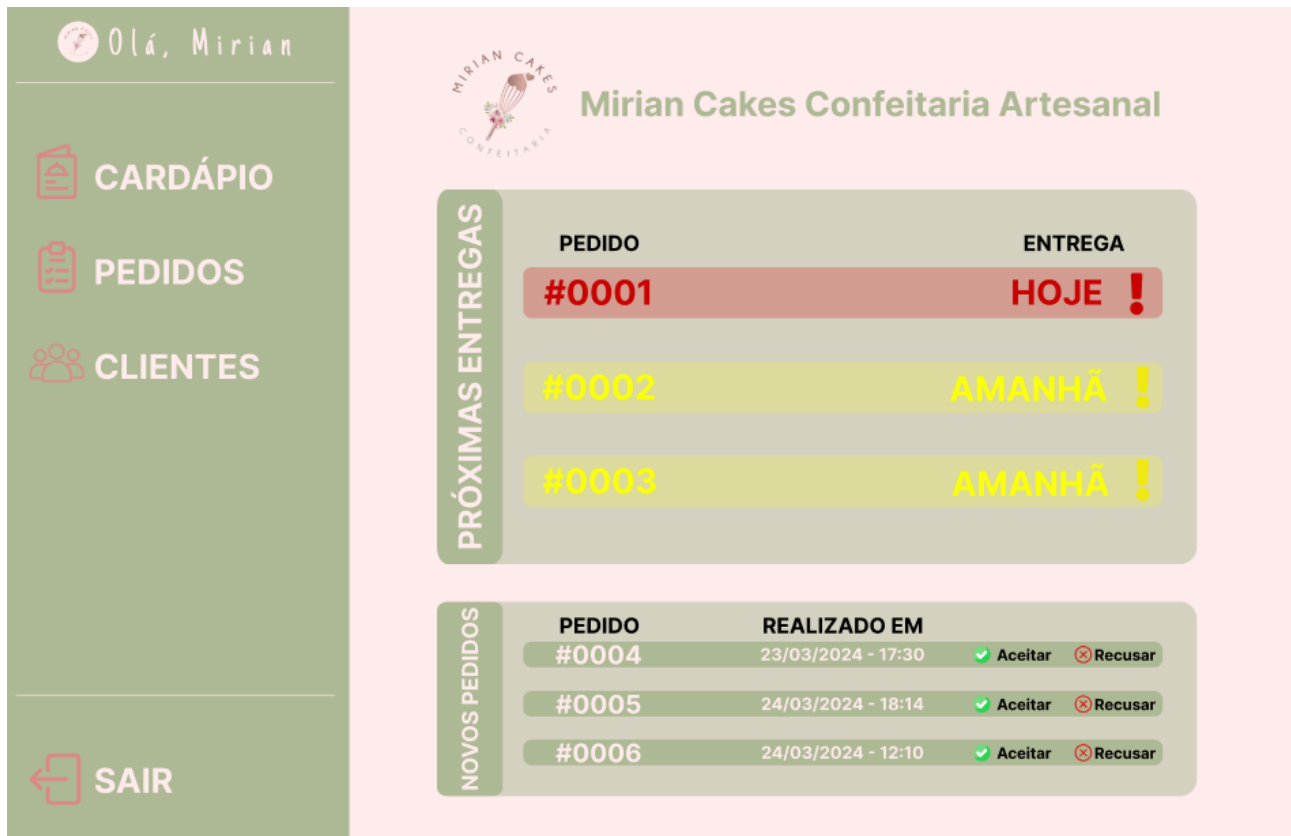 Olá, Mirian
CARDÁPIO
PEDIDOS
CLIENTES
SAIR
MIRIAN CAKES
CONFEITARIA
Mirian Cakes Confeitaria Artesanal
PRÓXIMAS ENTREGAS
PEDIDO ENTREGA
#0001 HOJE !
#0002 AMANHÃ !
#0003 AMANHÃ !
NOVOS PEDIDOS
PEDIDO REALIZADO EM
#0004 23/03/2024 - 17:30 Aceitar Recusar
#0005 24/03/2024 - 18:14 Aceitar Recusar
#0006 24/03/2024 - 12:10 Aceitar Recusar